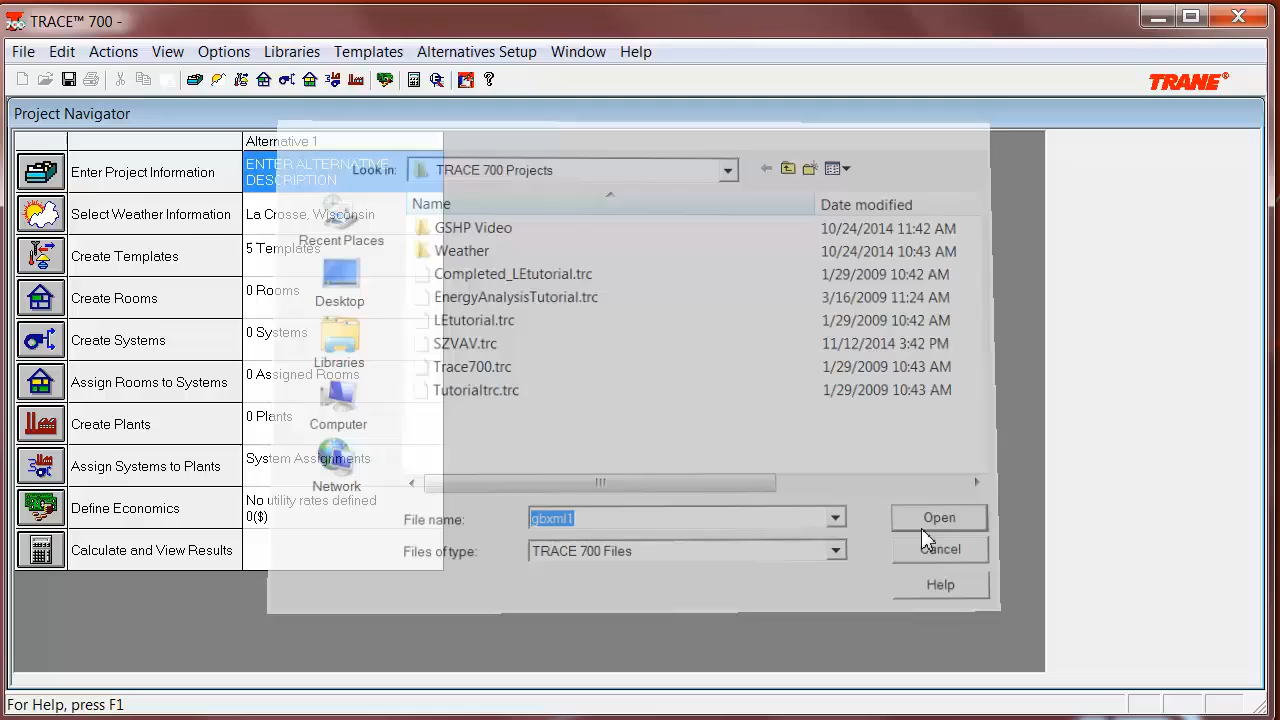 700 TRACE™ 700 -
File Edit Actions View Options Libraries Templates Alternatives Setup Window Help
TRANE®
Project Navigator
Alternative 1
Enter Project Information
ENTER ALTERNATIVE
DESCRIPTION
Select Weather Information
La Crosse, Wisconsin
Create Templates
5 Templates
Create Rooms
0 Rooms
Create Systems
0 Systems
Assign Rooms to Systems
0 Assigned Rooms
Create Plants
0 Plants
Assign Systems to Plants
System Assignments
Define Economics
No utility rates defined
0($)
Calculate and View Results
Look in: TRACE 700 Projects
Recent Places
Desktop
Libraries
Computer
Network
Name Date modified
GSHP Video 10/24/2014 11:42 AM
Weather 10/24/2014 10:43 AM
Completed_LEtutorial.trc 1/29/2009 10:42 AM
EnergyAnalysisTutorial.trc 3/16/2009 11:24 AM
LEtutorial.trc 1/29/2009 10:42 AM
SZVAV.trc 11/12/2014 3:42 PM
Trace700.trc 1/29/2009 10:43 AM
Tutorialtrc.trc 1/29/2009 10:43 AM
File name: gbxml1 Open
Files of type: TRACE 700 Files Cancel
Help
For Help, press F1